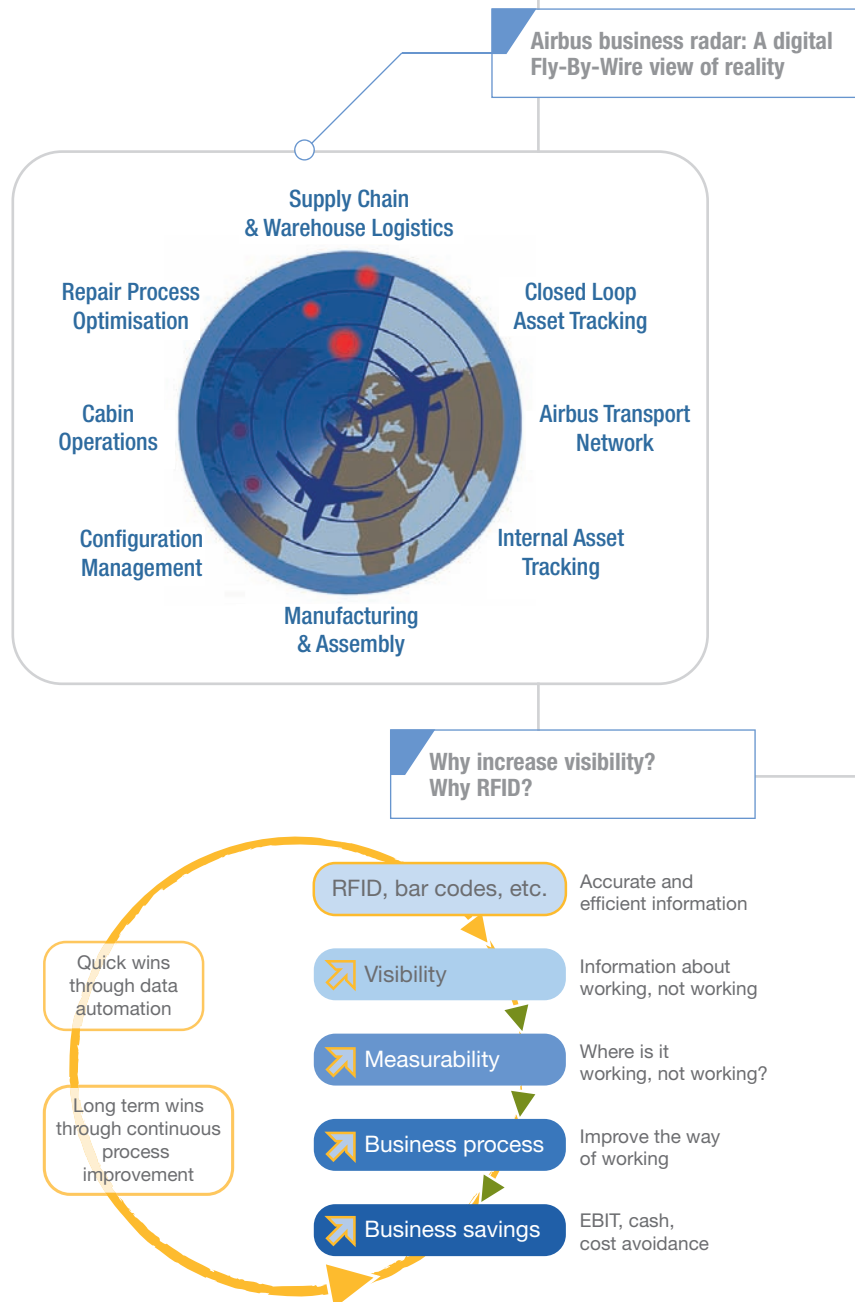 Airbus business radar: A digital
Fly-By-Wire view of reality
Supply Chain
& Warehouse Logistics
Repair Process
Optimisation
Closed Loop
Asset Tracking
Cabin
Operations
Airbus Transport
Network
Configuration
Management
Internal Asset
Tracking
Manufacturing
& Assembly
Why increase visibility?
Why RFID?
RFID, bar codes, etc.
Accurate and
efficient information
Quick wins
through data
automation
Visibility
Information about
working, not working
Measurability
Where is it
working, not working?
Long term wins
through continuous
process
improvement
Business process
Improve the way
of working
Business savings
EBIT, cash,
cost avoidance